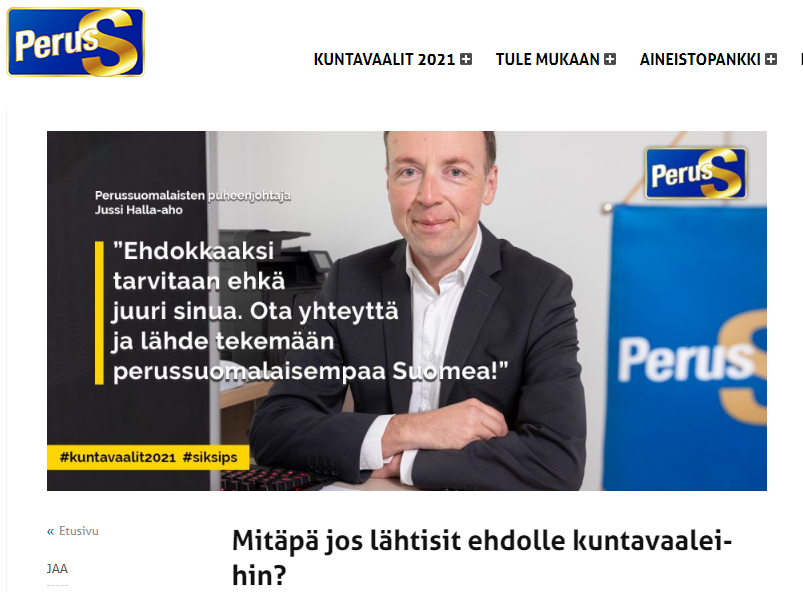 PerusS
KUNTAVAALIT 2021
TULE MUKAAN
AINEISTOPANKKI
PerusS
Perussuomalaisten puheenjohtaja
Jussi Halla-aho
"Ehdokkaaksi
tarvitaan ehkä
juuri sinua. Ota yhteyttä
ja lähde tekemään
perussuomalaisempaa Suomea!"
PerusS
#kuntavaalit2021 #siksips
« Etusivu
JAA
Mitäpä jos lähtisit ehdolle kuntavaalei-
hin?